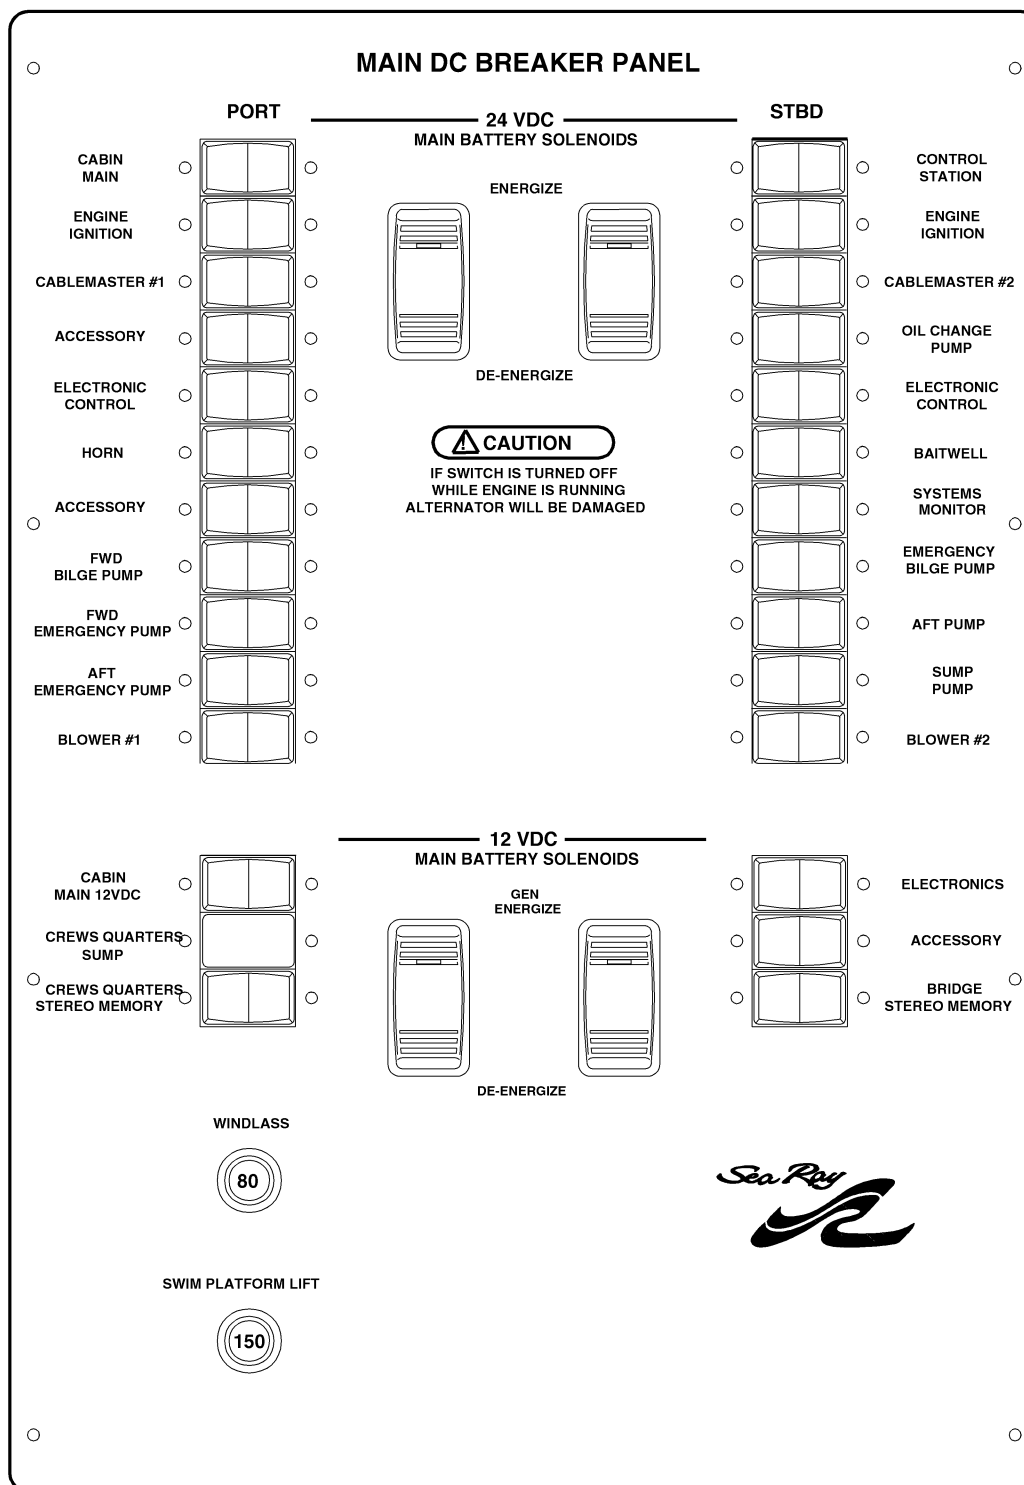 MAIN DC BREAKER PANEL
PORT
24 VDC
STBD
MAIN BATTERY SOLENOIDS
ENERGIZE
DE-ENERGIZE
CABIN
MAIN
ENGINE
IGNITION
CABLEMASTER #1
ACCESSORY
ELECTRONIC
CONTROL
HORN
ACCESSORY
FWD
BILGE PUMP
FWD
EMERGENCY PUMP
AFT
EMERGENCY PUMP
BLOWER #1
⚠ CAUTION
IF SWITCH IS TURNED OFF
WHILE ENGINE IS RUNNING
ALTERNATOR WILL BE DAMAGED
CONTROL
STATION
ENGINE
IGNITION
CABLEMASTER #2
OIL CHANGE
PUMP
ELECTRONIC
CONTROL
BAITWELL
SYSTEMS
MONITOR
EMERGENCY
BILGE PUMP
AFT PUMP
SUMP
PUMP
BLOWER #2
12 VDC
MAIN BATTERY SOLENOIDS
GEN
ENERGIZE
DE-ENERGIZE
CABIN
MAIN 12VDC
CREWS QUARTERS
SUMP
CREWS QUARTERS
STEREO MEMORY
ELECTRONICS
ACCESSORY
BRIDGE
STEREO MEMORY
WINDLASS
80
SWIM PLATFORM LIFT
150
Sea Ray